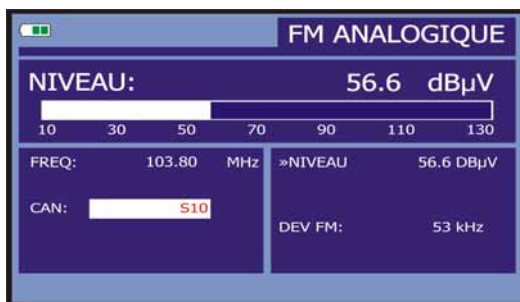 FM ANALOGIQUE
NIVEAU: 56.6 dBµV
10 30 50 70 90 110 130
FREQ: 103.80 MHz
CAN: S10
»NIVEAU 56.6 DBµV
DEV FM: 53 kHz